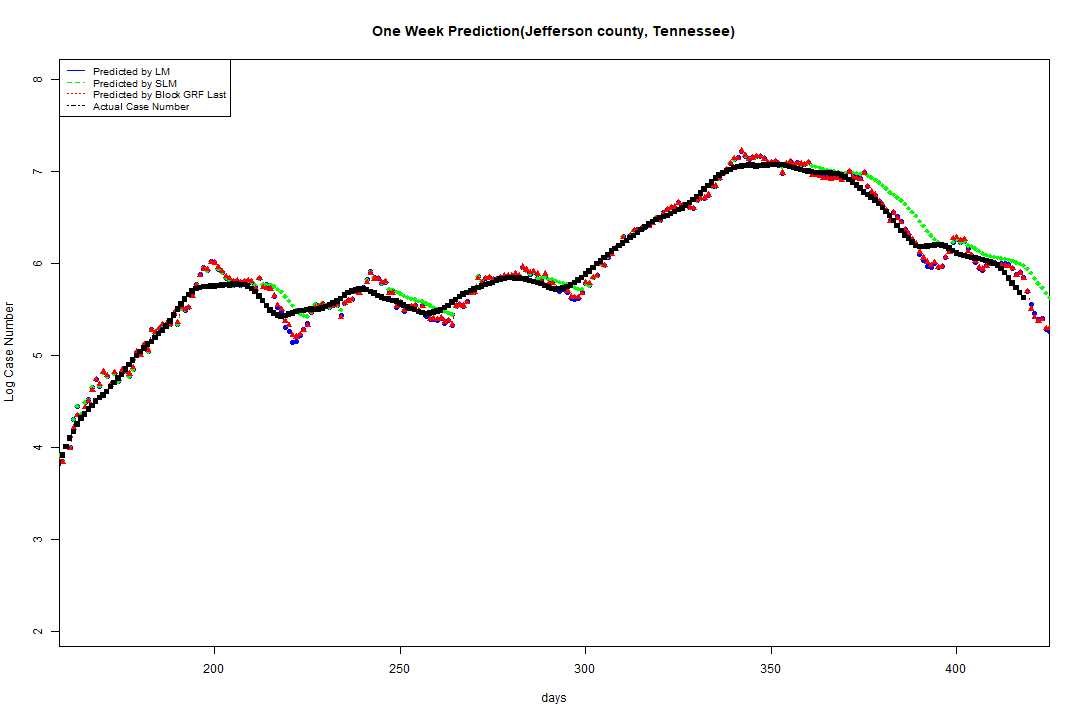 One Week Prediction(Jefferson county, Tennessee)
Predicted by LM
Predicted by SLM
Predicted by Block GRF Last
Actual Case Number
Log Case Number
8
7
6
5
4
3
2
200 250 300 350 400
days